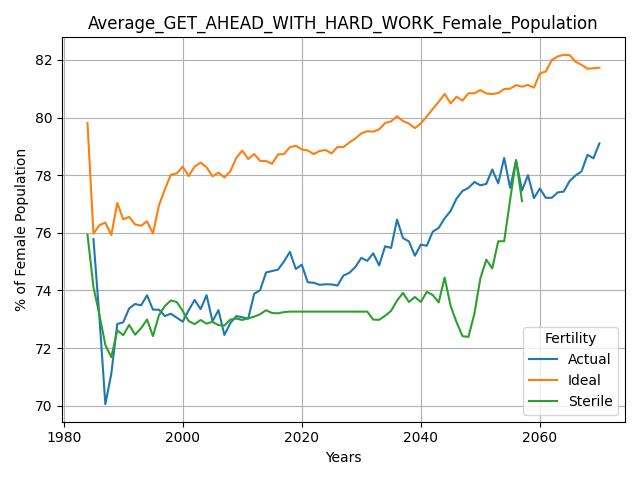 Average_GET_AHEAD_WITH_HARD_WORK_Female_Population
% of Female Population
82
80
78
76
74
72
70
1980 2000 2020 2040 2060
Years
Fertility
Actual
Ideal
Sterile